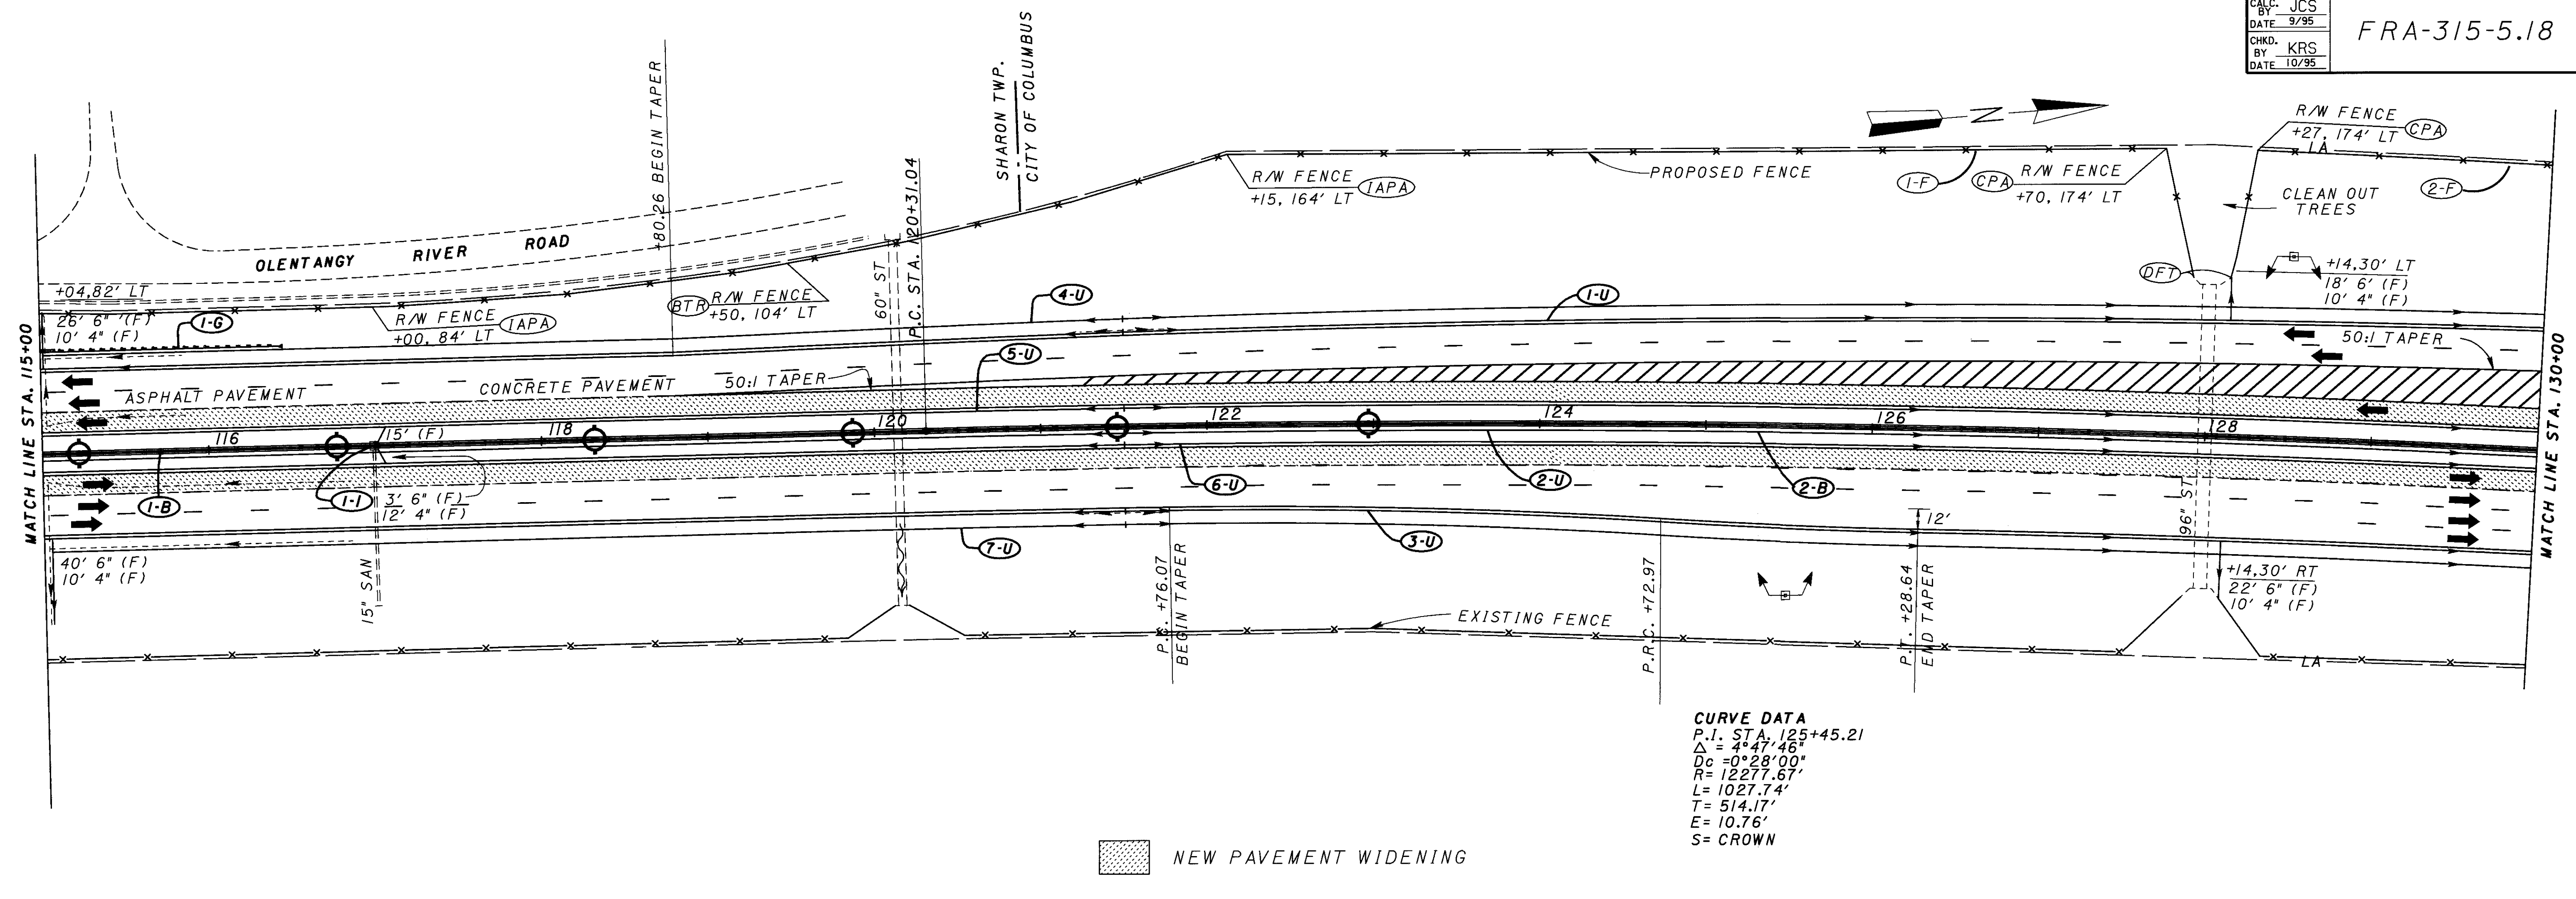 CALC. BY JCS
DATE 9/95
CHKD. BY KRS
DATE 10/95
FRA-315-5.18
SHARON TWP.
CITY OF COLUMBUS
+80.26 BEGIN TAPER
P.C. STA. 120+31.04
R/W FENCE
+27, 174' LT
CPA
LA
R/W FENCE
+15, 164' LT
IAPA
PROPOSED FENCE
1-F
CPA
R/W FENCE
+70, 174' LT
2-F
CLEAN OUT
TREES
OLENTANGY RIVER ROAD
60" ST
DFT
+14,30' LT
18' 6' (F)
10' 4" (F)
+04,82' LT
26' 6" (F)
10' 4" (F)
1-G
R/W FENCE
+00, 84' LT
IAPA
BTR
R/W FENCE
+50, 104' LT
4-U
1-U
5-U
50:1 TAPER
MATCH LINE STA. 115+00
MATCH LINE STA. 130+00
ASPHALT PAVEMENT
CONCRETE PAVEMENT
50:1 TAPER
116
118
120
122
124
126
128
15' (F)
1-B
1-I
3' 6" (F)
12' 4" (F)
6-U
2-U
2-B
96" ST
12'
7-U
3-U
40' 6" (F)
10' 4" (F)
15" SAN
P.C. +76.07
BEGIN TAPER
P.R.C. +72.97
P.T. +28.64
END TAPER
+14,30' RT
22' 6" (F)
10' 4" (F)
EXISTING FENCE
LA
CURVE DATA
P.I. STA. 125+45.21
Δ = 4°47'46"
Dc =0°28'00"
R= 12277.67'
L= 1027.74'
T= 514.17'
E= 10.76'
S= CROWN
NEW PAVEMENT WIDENING
N